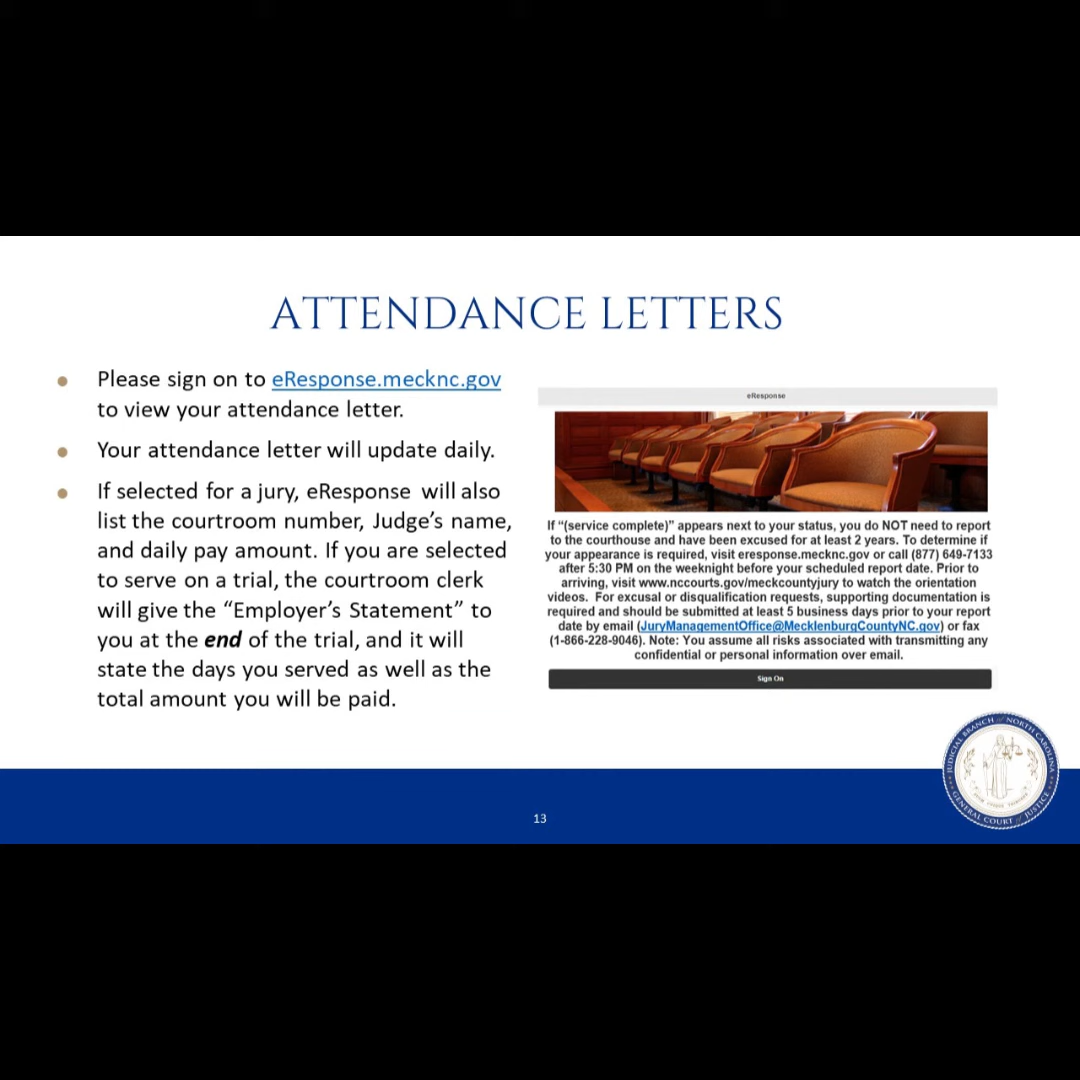 ATTENDANCE LETTERS
Please sign on to eResponse.mecknc.gov
to view your attendance letter.
Your attendance letter will update daily.
If selected for a jury, eResponse will also
list the courtroom number, Judge's name,
and daily pay amount. If you are selected
to serve on a trial, the courtroom clerk
will give the “Employer's Statement” to
you at the end of the trial, and it will
state the days you served as well as the
total amount you will be paid.
eResponse
If “(service complete)” appears next to your status, you do NOT need to report
to the courthouse and have been excused for at least 2 years. To determine if
your appearance is required, visit eresponse.mecknc.gov or call (877) 649-7133
after 5:30 PM on the weeknight before your scheduled report date. Prior to
arriving, visit www.nccourts.gov/meckcountyjury to watch the orientation
videos. For excusal or disqualification requests, supporting documentation is
required and should be submitted at least 5 business days prior to your report
date by email (JuryManagementOffice@MecklenburgCountyNC.gov) or fax
(1-866-228-9046). Note: You assume all risks associated with transmitting any
confidential or personal information over email.
Sign On
JUDICIAL BRANCH of NORTH CAROLINA
GENERAL COURT of JUSTICE
13